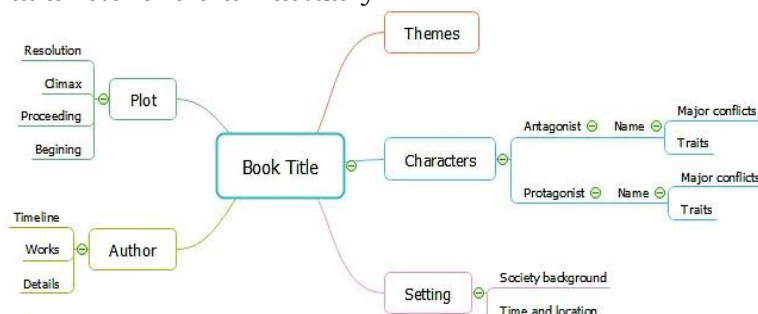 Themes
Resolution
Climax
Plot
Proceeding
Begining
Book Title
Characters
Antagonist
Name
Major conflicts
Traits
Protagonist
Name
Major conflicts
Traits
Timeline
Works
Author
Details
Setting
Society background
Time and location